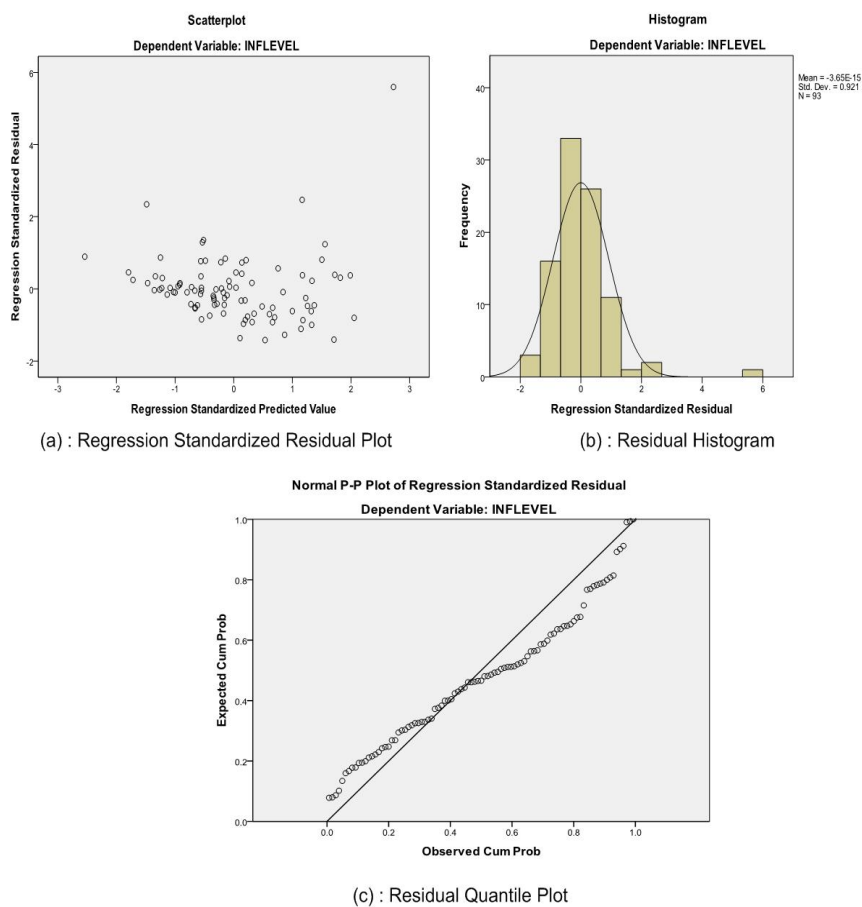 Scatterplot
Dependent Variable: INFLEVEL
Regression Standardized Residual
6
4
2
0
-2
-3 -2 -1 0 1 2 3
Regression Standardized Predicted Value
(a) : Regression Standardized Residual Plot
Histogram
Dependent Variable: INFLEVEL
Mean = -3.65E-15
Std. Dev. = 0.921
N = 93
Frequency
40
30
20
10
0
-2 0 2 4 6
Regression Standardized Residual
(b) : Residual Histogram
Normal P-P Plot of Regression Standardized Residual
Dependent Variable: INFLEVEL
Expected Cum Prob
1.0
0.8
0.6
0.4
0.2
0.0
0.0 0.2 0.4 0.6 0.8 1.0
Observed Cum Prob
(c) : Residual Quantile Plot